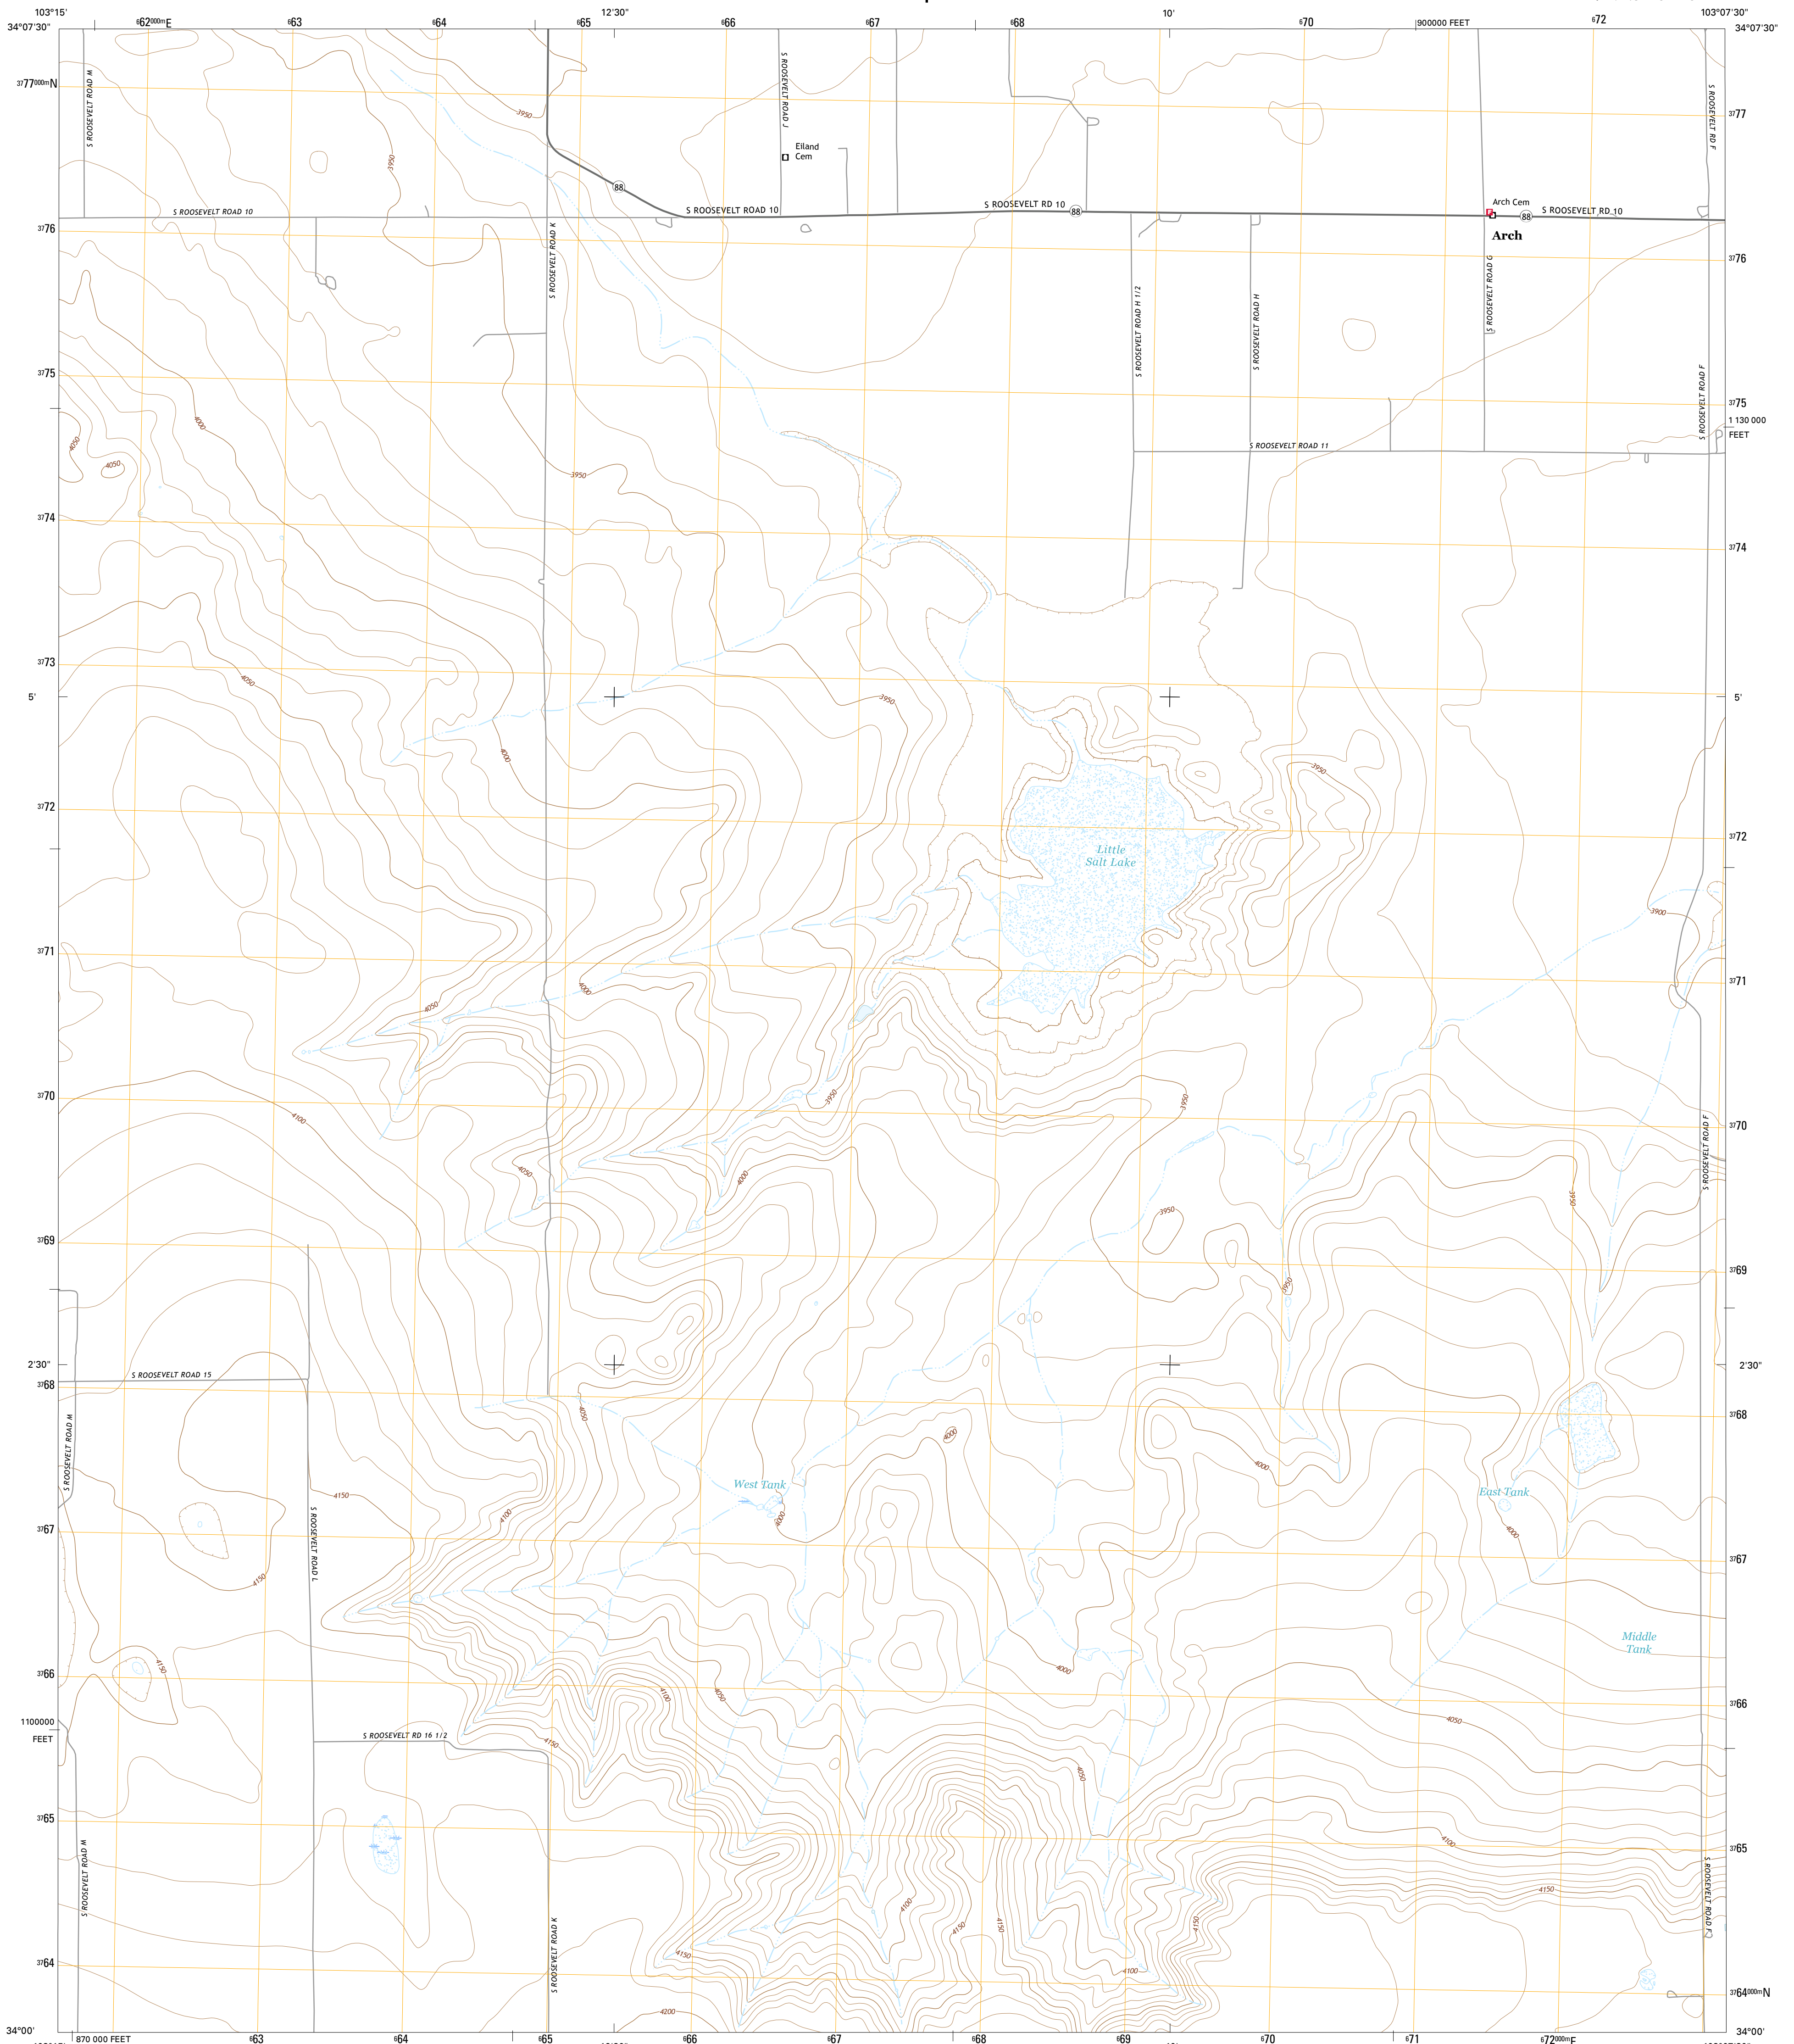 103°15'
⁶62⁰⁰⁰ᵐE
⁶63
⁶64
⁶65
12'30"
⁶66
⁶67
⁶68
10'
⁶70
900000 FEET
⁶72
103°07'30"
34°07'30"
34°07'30"
³⁷77⁰⁰⁰ᵐN
³⁷77
S ROOSEVELT ROAD M
S ROOSEVELT ROAD J
S ROOSEVELT RD F
3950
3950
Eiland
Cem
88
S ROOSEVELT ROAD 10
S ROOSEVELT ROAD 10
S ROOSEVELT RD 10
88
Arch Cem
88
S ROOSEVELT RD 10
Arch
³⁷76
³⁷76
S ROOSEVELT ROAD K
S ROOSEVELT ROAD H 1/2
S ROOSEVELT ROAD H
S ROOSEVELT ROAD G
³⁷75
³⁷75
S ROOSEVELT ROAD F
1 130 000
FEET
4000
4050
4050
3950
S ROOSEVELT ROAD 11
³⁷74
³⁷74
³⁷73
4050
5'
5'
3950
4000
3950
³⁷72
³⁷72
Little
Salt Lake
3900
³⁷71
³⁷71
4000
4050
³⁷70
³⁷70
4100
3950
3950
S ROOSEVELT ROAD F
4050
4000
3950
3950
³⁷69
³⁷69
3950
2'30"
2'30"
S ROOSEVELT ROAD 15
³⁷68
³⁷68
S ROOSEVELT ROAD M
4050
4000
4000
West Tank
East Tank
4150
4100
4000
4000
S ROOSEVELT ROAD L
³⁷67
³⁷67
4150
Middle
Tank
4150
4000
³⁷66
³⁷66
4100
4050
4050
1100000
FEET
S ROOSEVELT RD 16 1/2
4150
4050
³⁷65
³⁷65
4100
S ROOSEVELT ROAD M
S ROOSEVELT ROAD K
S ROOSEVELT ROAD F
4150
4100
4150
4150
4150
4150
4100
³⁷64
³⁷64⁰⁰⁰ᵐN
4200
34°00'
34°00'
870 000 FEET
⁶63
⁶64
⁶65
⁶66
⁶67
⁶68
⁶69
⁶70
⁶71
⁶72⁰⁰⁰ᵐE